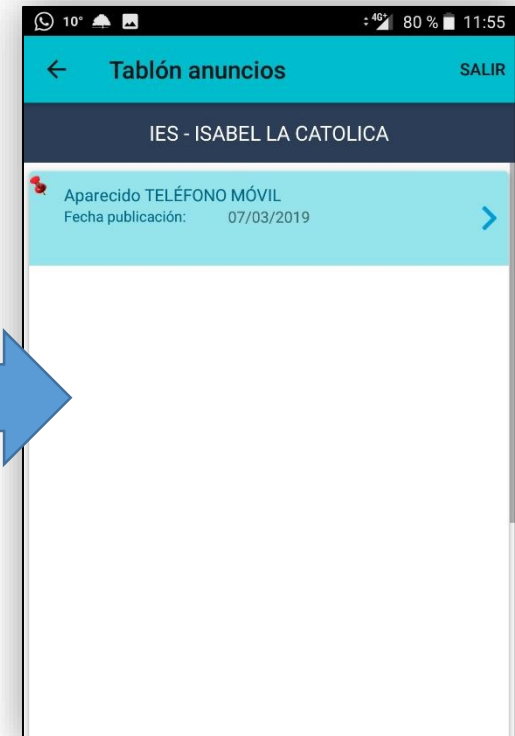 10° 4G+ 80 % 11:55
Tablón anuncios SALIR
IES - ISABEL LA CATOLICA
Aparecido TELÉFONO MÓVIL
Fecha publicación: 07/03/2019